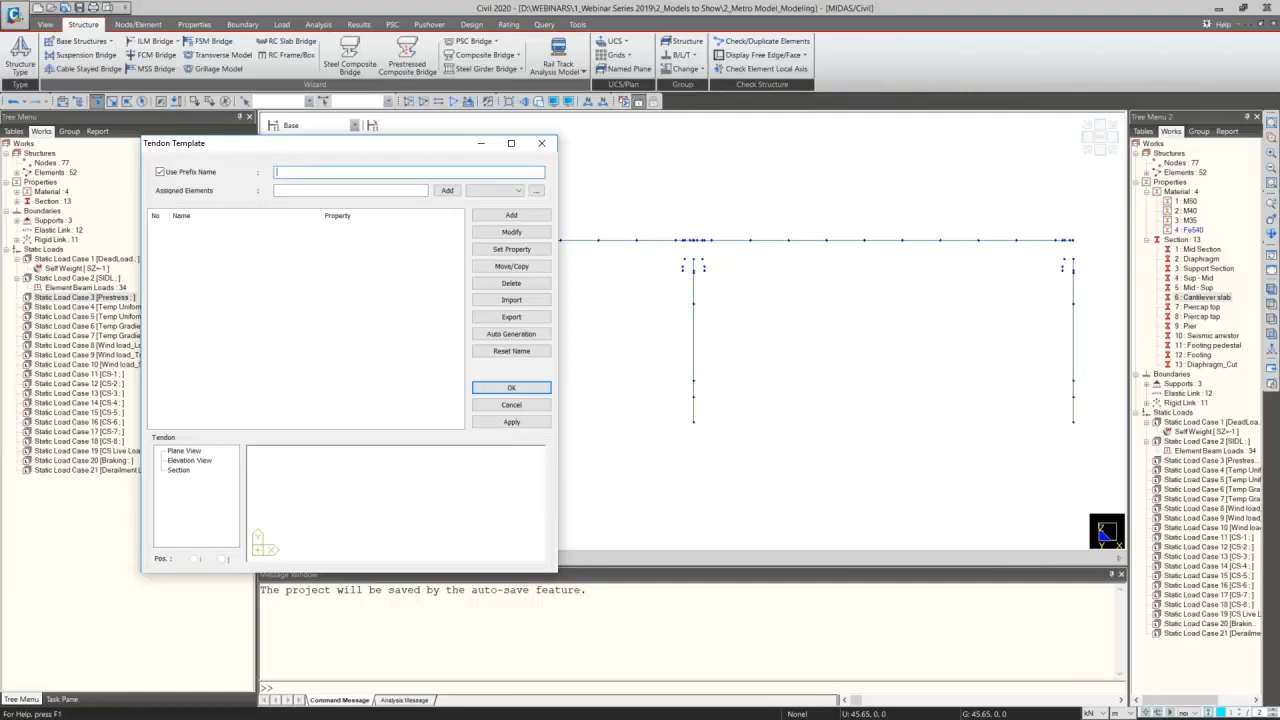 Civil 2020 - [D:\WEBINARS\1_Webinar Series 2019\2_Models to Show\2_Metro Model_Modeling] - [MIDAS/Civil]
View Structure Node/Element Properties Boundary Load Analysis Results PSC Pushover Design Rating Query Tools Help
Base Structures ILM Bridge FSM Bridge RC Slab Bridge PSC Bridge UCS Structure Check/Duplicate Elements
Suspension Bridge FCM Bridge Transverse Model RC Frame/Box Composite Bridge Grids B/L/T Display Free Edge/Face
Cable Stayed Bridge MSS Bridge Grillage Model Steel Girder Bridge Named Plane Change Check Element Local Axis
Structure Type
Steel Composite Bridge
Prestressed Composite Bridge
Rail Track Analysis Model
Type Wizard UCS/Plan Group Check Structure
Tree Menu
Tables Works Group Report
Works
Structures
Nodes : 77
Elements : 52
Properties
Material : 4
Section : 13
Boundaries
Supports : 3
Elastic Link : 12
Rigid Link : 11
Static Loads
Static Load Case 1 [DeadLoad ;
Self Weight [ SZ=-1 ]
Static Load Case 2 [SIDL ; ]
Element Beam Loads : 34
Static Load Case 3 [Prestress ; ]
Static Load Case 4 [Temp Uniform
Static Load Case 5 [Temp Uniform
Static Load Case 6 [Temp Gradie
Static Load Case 7 [Temp Gradie
Static Load Case 8 [Wind load_L
Static Load Case 9 [Wind load_T
Static Load Case 10 [Wind load_S
Static Load Case 11 [CS-1 ; ]
Static Load Case 12 [CS-2 ; ]
Static Load Case 13 [CS-3 ; ]
Static Load Case 14 [CS-4 ; ]
Static Load Case 15 [CS-5 ; ]
Static Load Case 16 [CS-6 ; ]
Static Load Case 17 [CS-7 ; ]
Static Load Case 18 [CS-8 ; ]
Static Load Case 19 [CS Live Loa
Static Load Case 20 [Braking ; ]
Static Load Case 21 [Derailment L
Tree Menu Task Pane
Base
Tendon Template
Use Prefix Name :
Assigned Elements : Add ...
No Name Property
Add
Modify
Set Property
Move/Copy
Delete
Import
Export
Auto Generation
Reset Name
OK
Cancel
Apply
Tendon
Plane View
Elevation View
Section
Y
X
Pos. : i j
Z
Y X
Message Window
The project will be saved by the auto-save feature.
>>
Command Message Analysis Message
Tree Menu 2
Tables Works Group Report
Works
Structures
Nodes : 77
Elements : 52
Properties
Material : 4
1 : M50
2 : M40
3 : M35
4 : Fe540
Section : 13
1 : Mid Section
2 : Diaphragm
3 : Support Section
4 : Sup - Mid
5 : Mid - Sup
6 : Cantilever slab
7 : Piercap top
8 : Piercap tap
9 : Pier
10 : Seismic arrestor
11 : Footing pedestal
12 : Footing
13 : Diaphragm_Cut
Boundaries
Supports : 3
Elastic Link : 12
Rigid Link : 11
Static Loads
Static Load Case 1 [DeadLoa
Self Weight [ SZ=-1 ]
Static Load Case 2 [SIDL ; ]
Element Beam Loads : 34
Static Load Case 3 [Prestres
Static Load Case 4 [Temp Unif
Static Load Case 5 [Temp Unif
Static Load Case 6 [Temp Gra
Static Load Case 7 [Temp Gra
Static Load Case 8 [Wind load
Static Load Case 9 [Wind load
Static Load Case 10 [Wind loa
Static Load Case 11 [CS-1 ; ]
Static Load Case 12 [CS-2 ; ]
Static Load Case 13 [CS-3 ; ]
Static Load Case 14 [CS-4 ; ]
Static Load Case 15 [CS-5 ; ]
Static Load Case 16 [CS-6 ; ]
Static Load Case 17 [CS-7 ; ]
Static Load Case 18 [CS-8 ; ]
Static Load Case 19 [CS Live L
Static Load Case 20 [Brakin
Static Load Case 21 [Derailme
For Help, press F1 None! U: 45.65, 0, 0 G: 45.65, 0, 0 kN m non 1 / 2